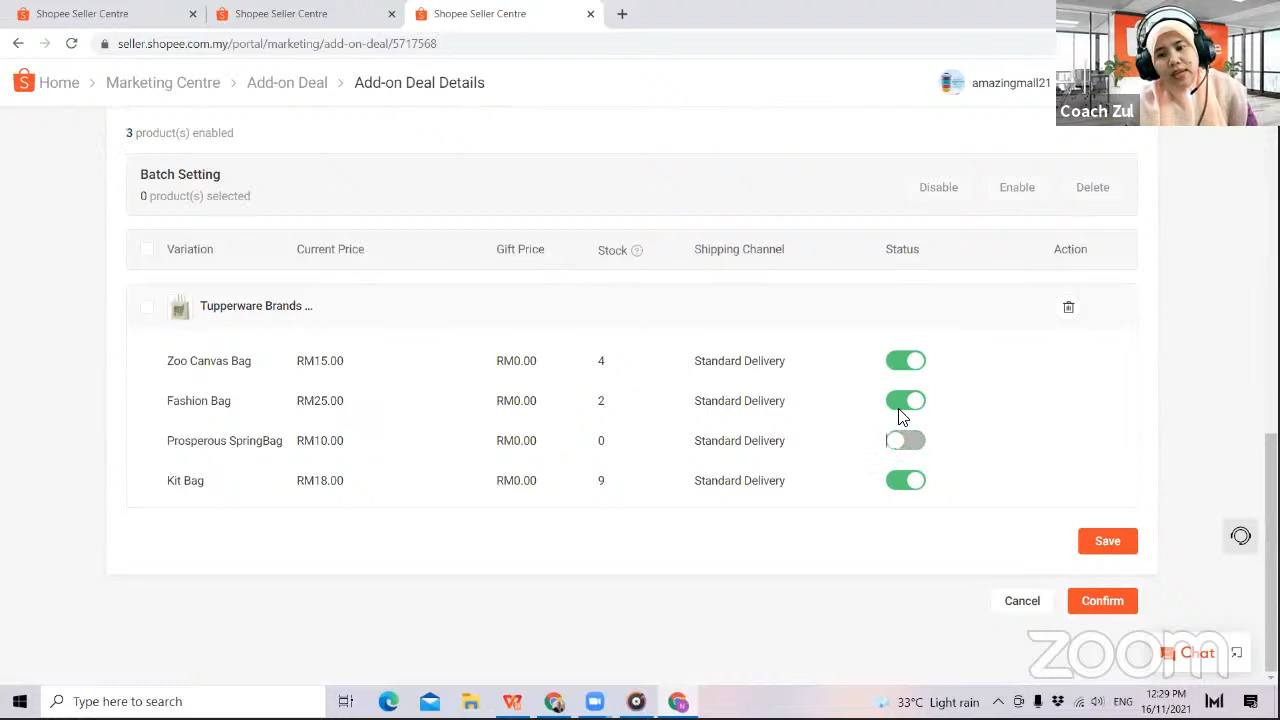 Shopee Seller Centre
Shopee Seller Centre
Shopee Seller Centre
seller.shopee.com.my/portal/marketing/add-on-deal/5717568
Home > Marketing Centre > Add-on Deal > Add-on Deal Details
amazingmall21
Coach Zul
3 product(s) enabled
Batch Setting
0 product(s) selected
Disable Enable Delete
Variation Current Price Gift Price Stock Shipping Channel Status Action
Tupperware Brands ...
Zoo Canvas Bag RM15.00 RM0.00 4 Standard Delivery
Fashion Bag RM25.00 RM0.00 2 Standard Delivery
Prosperous SpringBag RM10.00 RM0.00 0 Standard Delivery
Kit Bag RM18.00 RM0.00 9 Standard Delivery
Save
Cancel Confirm
zoom
Chat
Type here to search
33°C Light rain
ENG
12:29 PM
16/11/2021